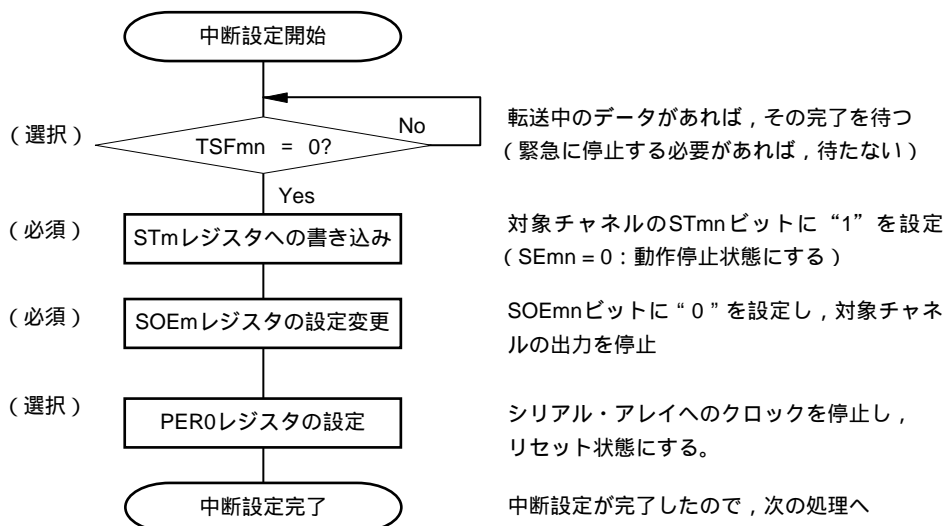 中断設定開始
(選択)
TSFmn = 0?
No
転送中のデータがあれば,その完了を待つ
(緊急に停止する必要があれば,待たない)
Yes
(必須)
STmレジスタへの書き込み
対象チャネルのSTmnビットに“1”を設定
(SEmn = 0:動作停止状態にする)
(必須)
SOEmレジスタの設定変更
SOEmnビットに“0”を設定し,対象チャネ
ルの出力を停止
(選択)
PER0レジスタの設定
シリアル・アレイへのクロックを停止し,
リセット状態にする。
中断設定完了
中断設定が完了したので,次の処理へ